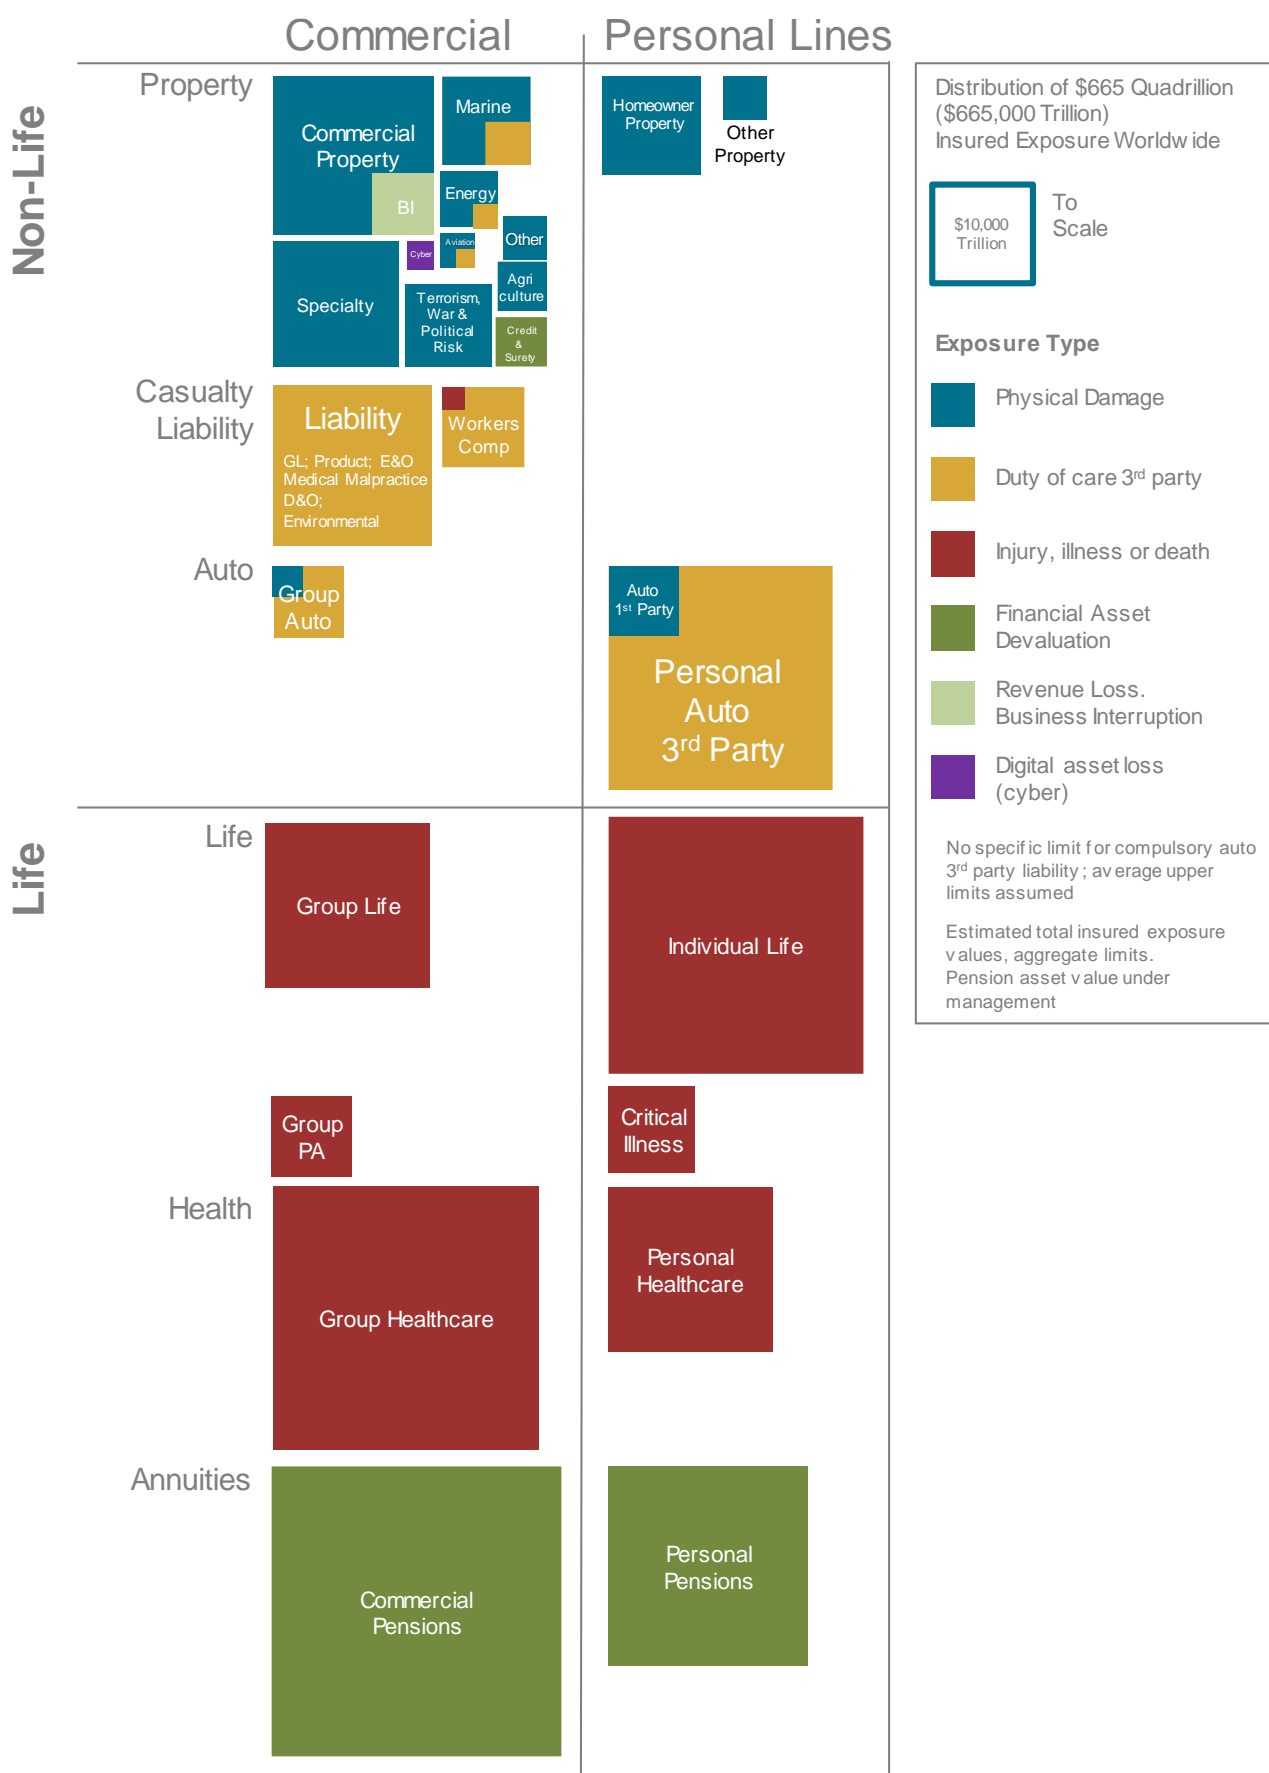 Commercial
Personal Lines
Non-Life
Property
Commercial
Property
BI
Marine
Energy
Cyber
Aviation
Other
Specialty
Terrorism,
War &
Political
Risk
Agri
culture
Credit
&
Surety
Homeowner
Property
Other
Property
Casualty
Liability
Liability
GL; Product; E&O
Medical Malpractice
D&O;
Environmental
Workers
Comp
Auto
Group
Auto
Auto
1st Party
Personal
Auto
3rd Party
Life
Life
Group Life
Individual Life
Group
PA
Critical
Illness
Health
Group Healthcare
Personal
Healthcare
Annuities
Commercial
Pensions
Personal
Pensions
Distribution of $665 Quadrillion
($665,000 Trillion)
Insured Exposure Worldwide
$10,000
Trillion
To
Scale
Exposure Type
Physical Damage
Duty of care 3rd party
Injury, illness or death
Financial Asset
Devaluation
Revenue Loss.
Business Interruption
Digital asset loss
(cyber)
No specific limit for compulsory auto
3rd party liability; average upper
limits assumed
Estimated total insured exposure
values, aggregate limits.
Pension asset value under
management